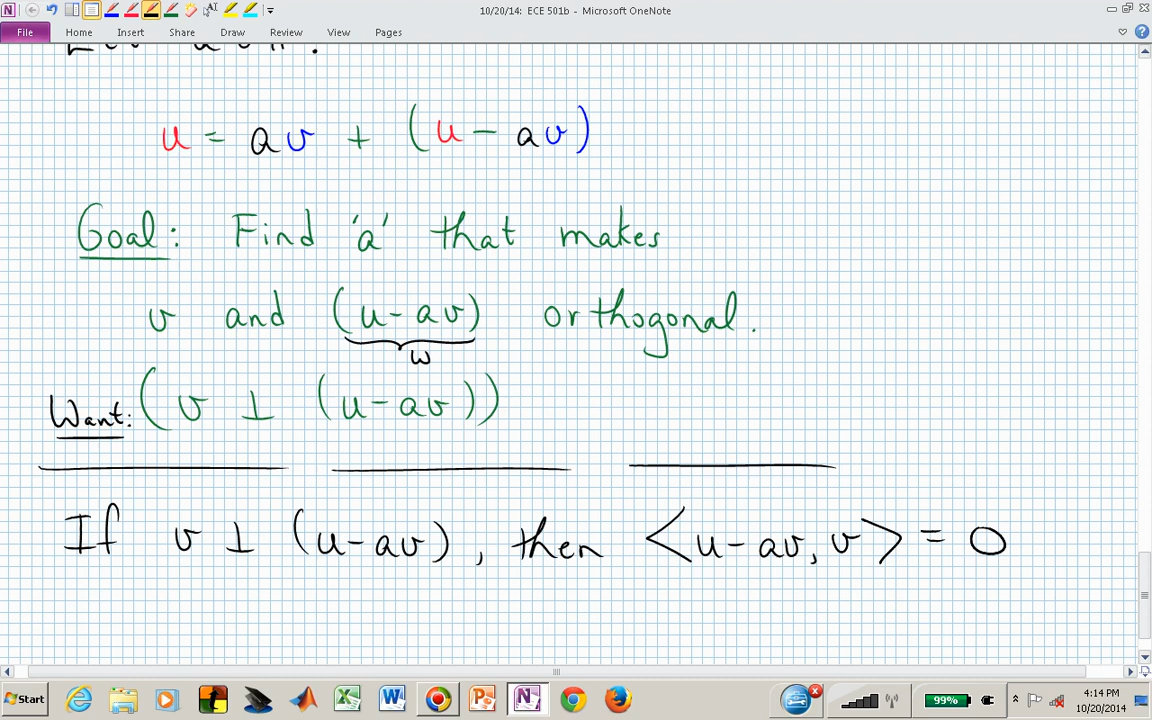 10/20/14: ECE 501b - Microsoft OneNote
File Home Insert Share Draw Review View Pages
u = av + (u - av)
Goal: Find 'a' that makes
v and (u-av) orthogonal.
w
Want: (v ⊥ (u-av))
If v ⊥ (u-av), then <u-av, v> = 0
Start
99%
4:14 PM
10/20/2014